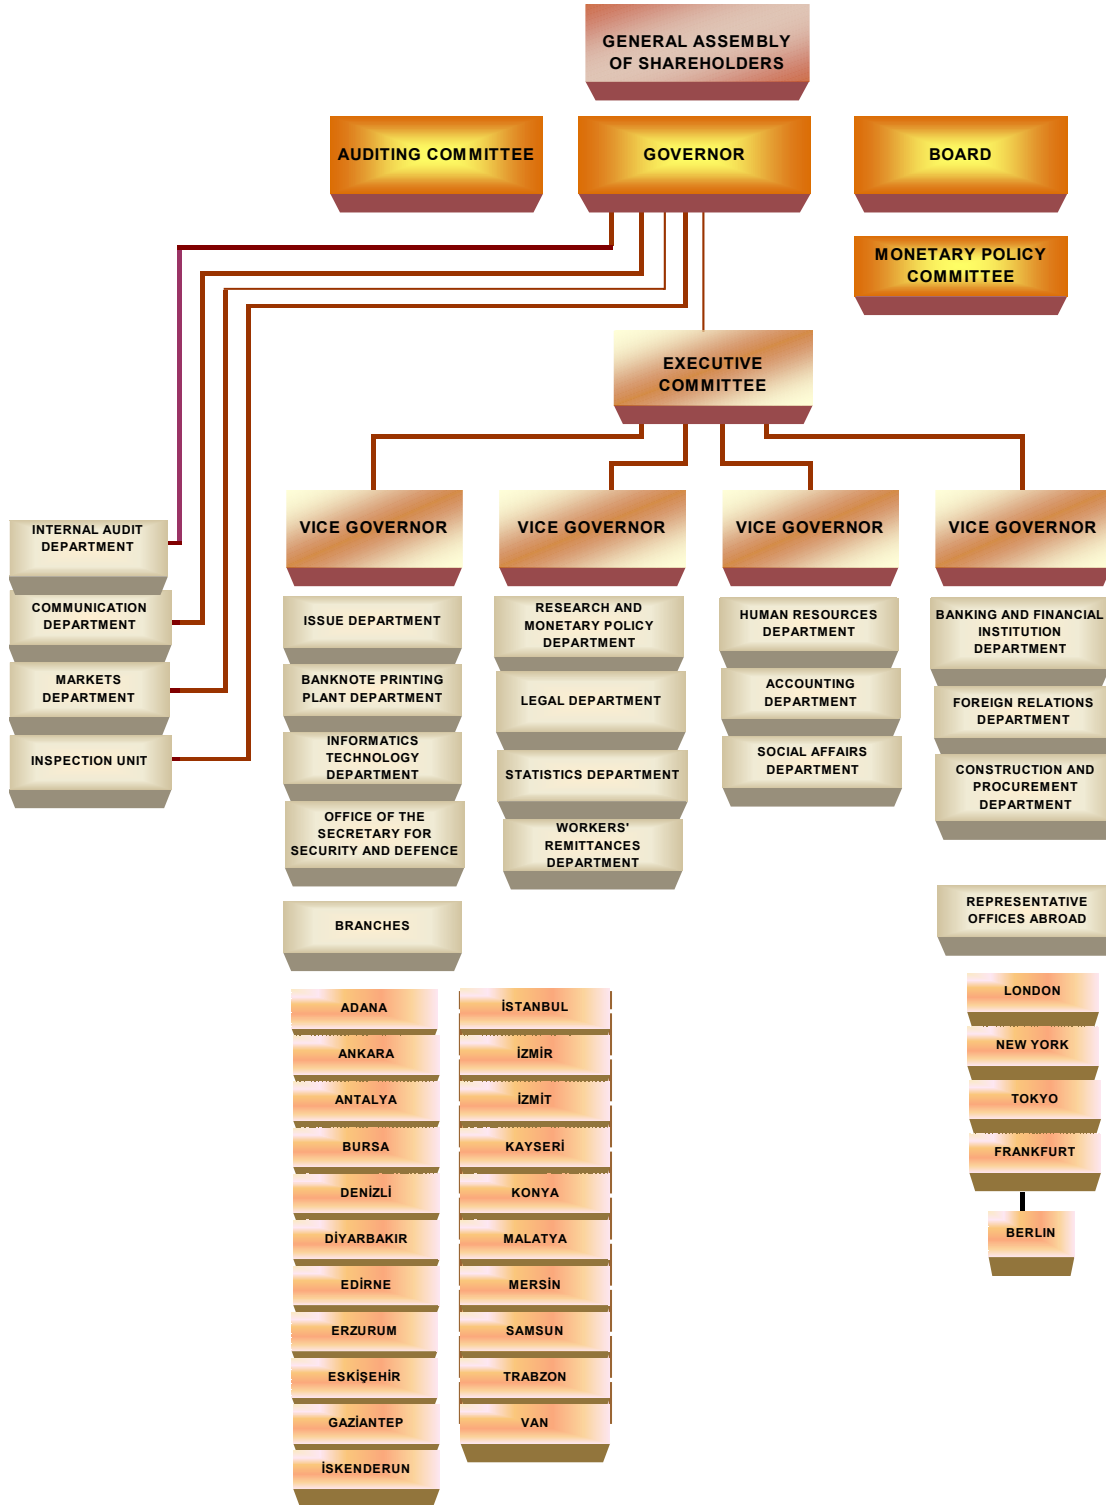 GENERAL ASSEMBLY
OF SHAREHOLDERS
AUDITING COMMITTEE
GOVERNOR
BOARD
MONETARY POLICY
COMMITTEE
EXECUTIVE
COMMITTEE
VICE GOVERNOR
VICE GOVERNOR
VICE GOVERNOR
VICE GOVERNOR
INTERNAL AUDIT
DEPARTMENT
COMMUNICATION
DEPARTMENT
MARKETS
DEPARTMENT
INSPECTION UNIT
ISSUE DEPARTMENT
BANKNOTE PRINTING
PLANT DEPARTMENT
INFORMATICS
TECHNOLOGY
DEPARTMENT
OFFICE OF THE
SECRETARY FOR
SECURITY AND DEFENCE
BRANCHES
RESEARCH AND
MONETARY POLICY
DEPARTMENT
LEGAL DEPARTMENT
STATISTICS DEPARTMENT
WORKERS'
REMITTANCES
DEPARTMENT
HUMAN RESOURCES
DEPARTMENT
ACCOUNTING
DEPARTMENT
SOCIAL AFFAIRS
DEPARTMENT
BANKING AND FINANCIAL
INSTITUTION
DEPARTMENT
FOREIGN RELATIONS
DEPARTMENT
CONSTRUCTION AND
PROCUREMENT
DEPARTMENT
REPRESENTATIVE
OFFICES ABROAD
ADANA
ANKARA
ANTALYA
BURSA
DENİZLİ
DİYARBAKIR
EDİRNE
ERZURUM
ESKİŞEHİR
GAZİANTEP
İSKENDERUN
İSTANBUL
İZMİR
İZMİT
KAYSERİ
KONYA
MALATYA
MERSİN
SAMSUN
TRABZON
VAN
LONDON
NEW YORK
TOKYO
FRANKFURT
BERLIN